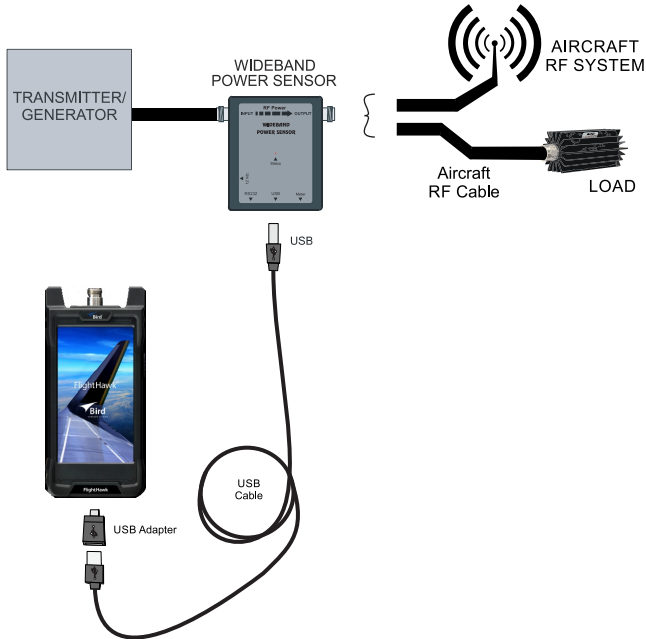 TRANSMITTER/
GENERATOR
WIDEBAND
POWER SENSOR
RF Power
INPUT OUTPUT
WIDEBAND
POWER SENSOR
Status
RS232 USB
AIRCRAFT
RF SYSTEM
Aircraft
RF Cable
LOAD
USB
Bird
FlightHawk
Bird
FlightHawk
USB
Cable
USB Adapter